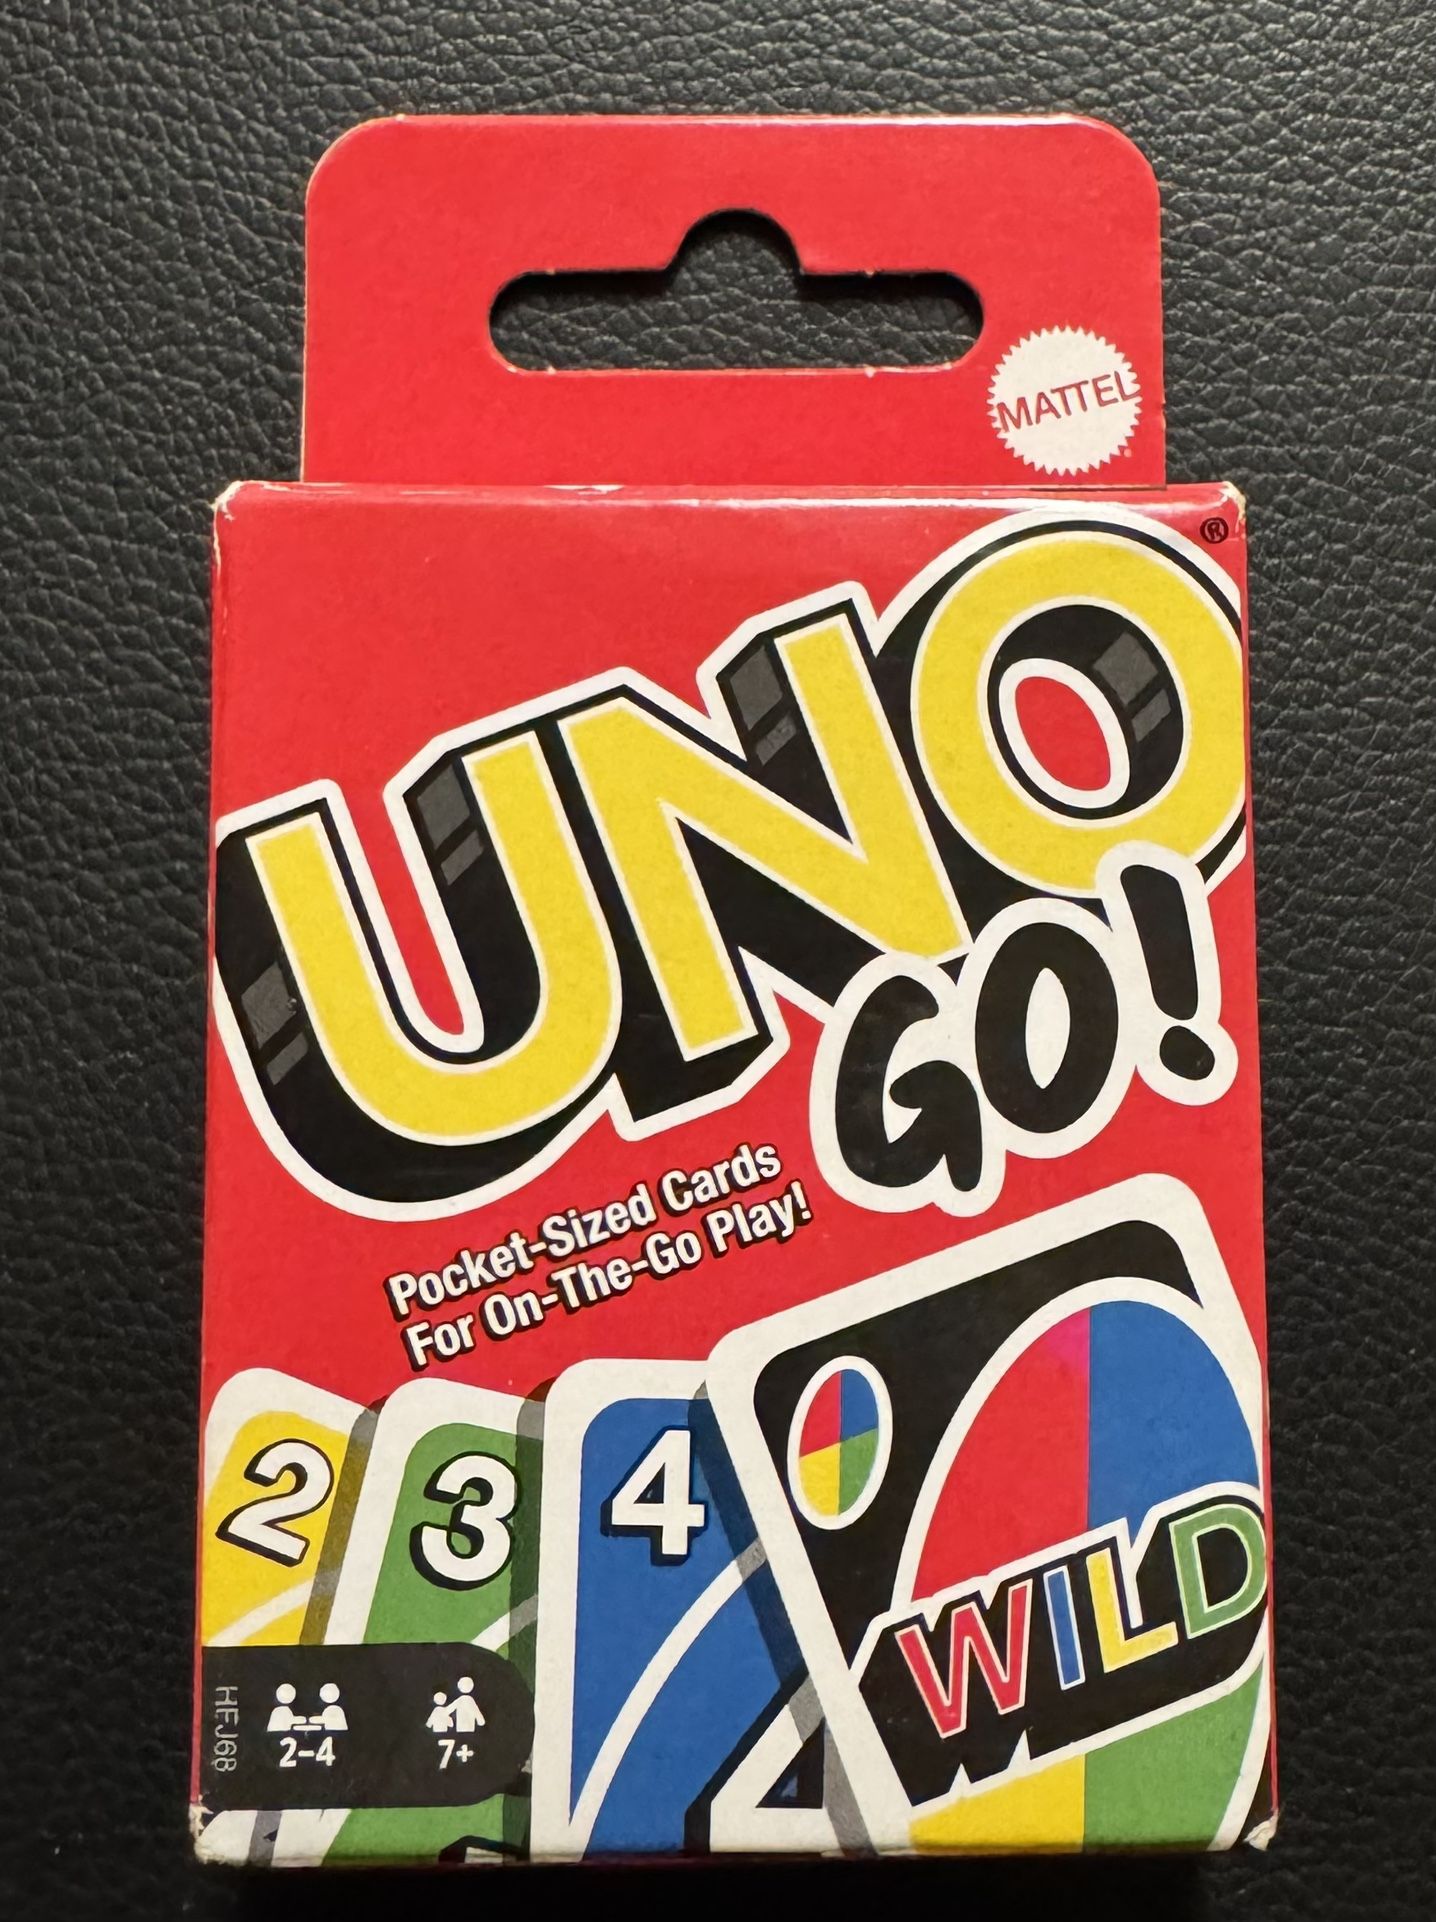 MATTEL
®
UNO
GO!
Pocket-Sized Cards
For On-The-Go Play!
2
3
4
WILD
HFJ68
2–4
7+